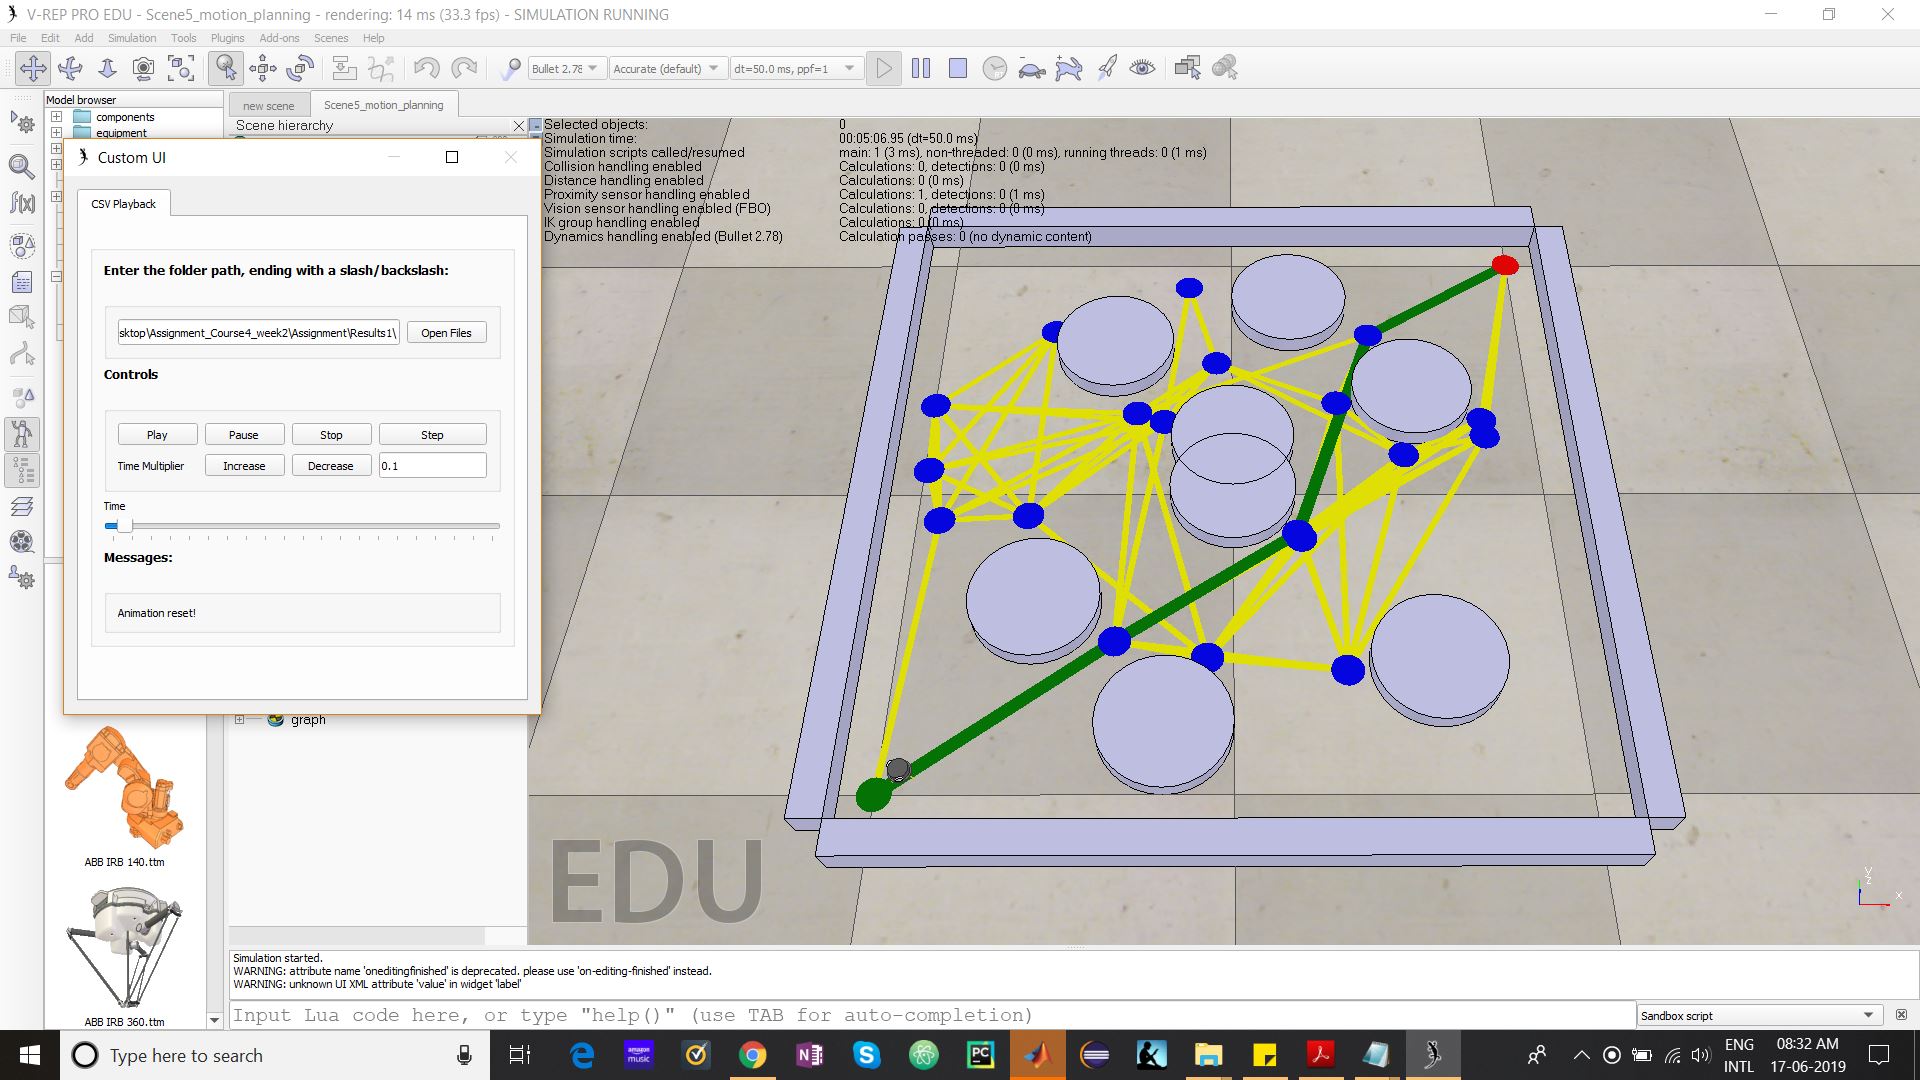 V-REP PRO EDU - Scene5_motion_planning - rendering: 14 ms (33.3 fps) - SIMULATION RUNNING
File Edit Add Simulation Tools Plugins Add-ons Scenes Help
Bullet 2.78 Accurate (default) dt=50.0 ms, ppf=1
Model browser
components
equipment
new scene Scene5_motion_planning
Scene hierarchy
Selected objects: 0
Simulation time: 00:05:06.95 (dt=50.0 ms)
Simulation scripts called/resumed main: 1 (3 ms), non-threaded: 0 (0 ms), running threads: 0 (1 ms)
Collision handling enabled Calculations: 0, detections: 0 (0 ms)
Distance handling enabled Calculations: 0 (0 ms)
Proximity sensor handling enabled Calculations: 1, detections: 0 (1 ms)
Vision sensor handling enabled (FBO) Calculations: 0, detections: 0 (0 ms)
IK group handling enabled Calculations: 0 (0 ms)
Dynamics handling enabled (Bullet 2.78) Calculation passes: 0 (no dynamic content)
Custom UI
CSV Playback
Enter the folder path, ending with a slash/backslash:
sktop\Assignment_Course4_week2\Assignment\Results1\ Open Files
Controls
Play Pause Stop Step
Time Multiplier Increase Decrease 0.1
Time
Messages:
Animation reset!
graph
ABB IRB 140.ttm
ABB IRB 360.ttm
EDU
y
z
x
Simulation started.
WARNING: attribute name 'oneditingfinished' is deprecated. please use 'on-editing-finished' instead.
WARNING: unknown UI XML attribute 'value' in widget 'label'
Input Lua code here, or type "help()" (use TAB for auto-completion)
Sandbox script
Type here to search
amazon music
N
PC
ENG
INTL
08:32 AM
17-06-2019